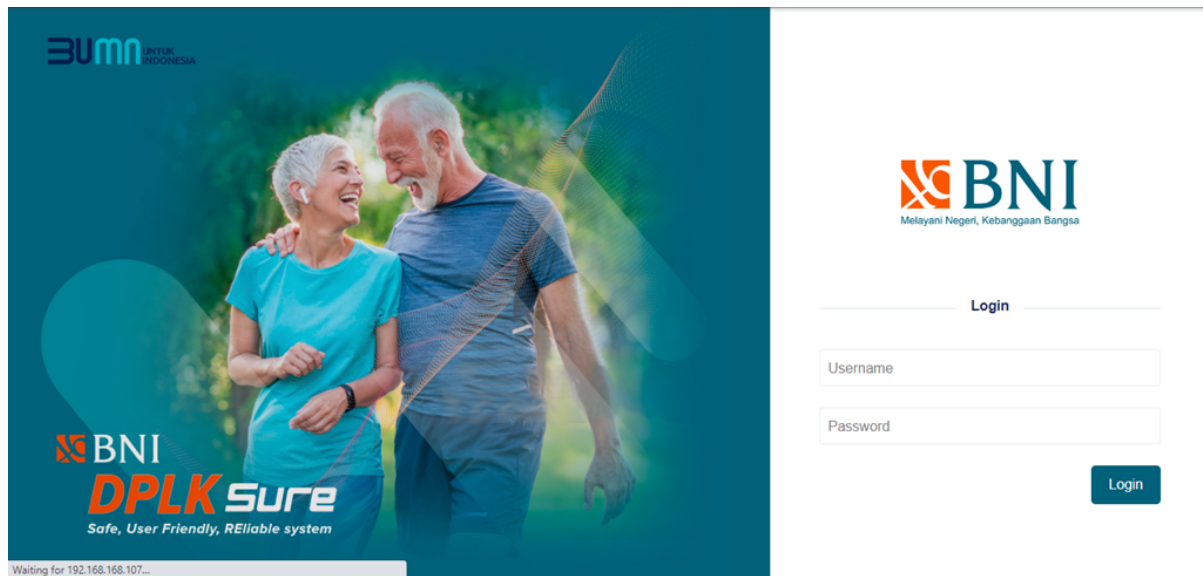 BUMN UNTUK
INDONESIA
BNI
DPLK Sure
Safe, User Friendly, REliable system
Waiting for 192.168.168.107...
BNI
Melayani Negeri, Kebanggaan Bangsa
Login
Username
Password
Login